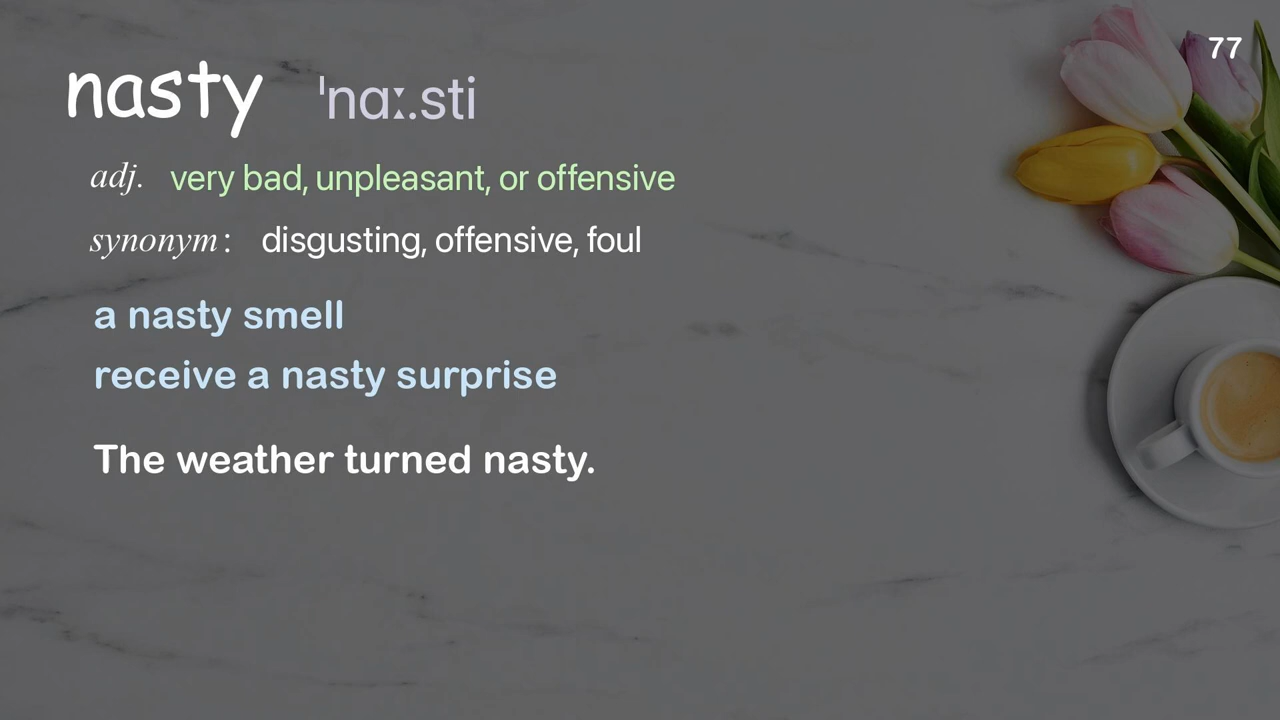 77
nasty ˈnɑː.sti
adj. very bad, unpleasant, or offensive
synonym: disgusting, offensive, foul
a nasty smell
receive a nasty surprise
The weather turned nasty.